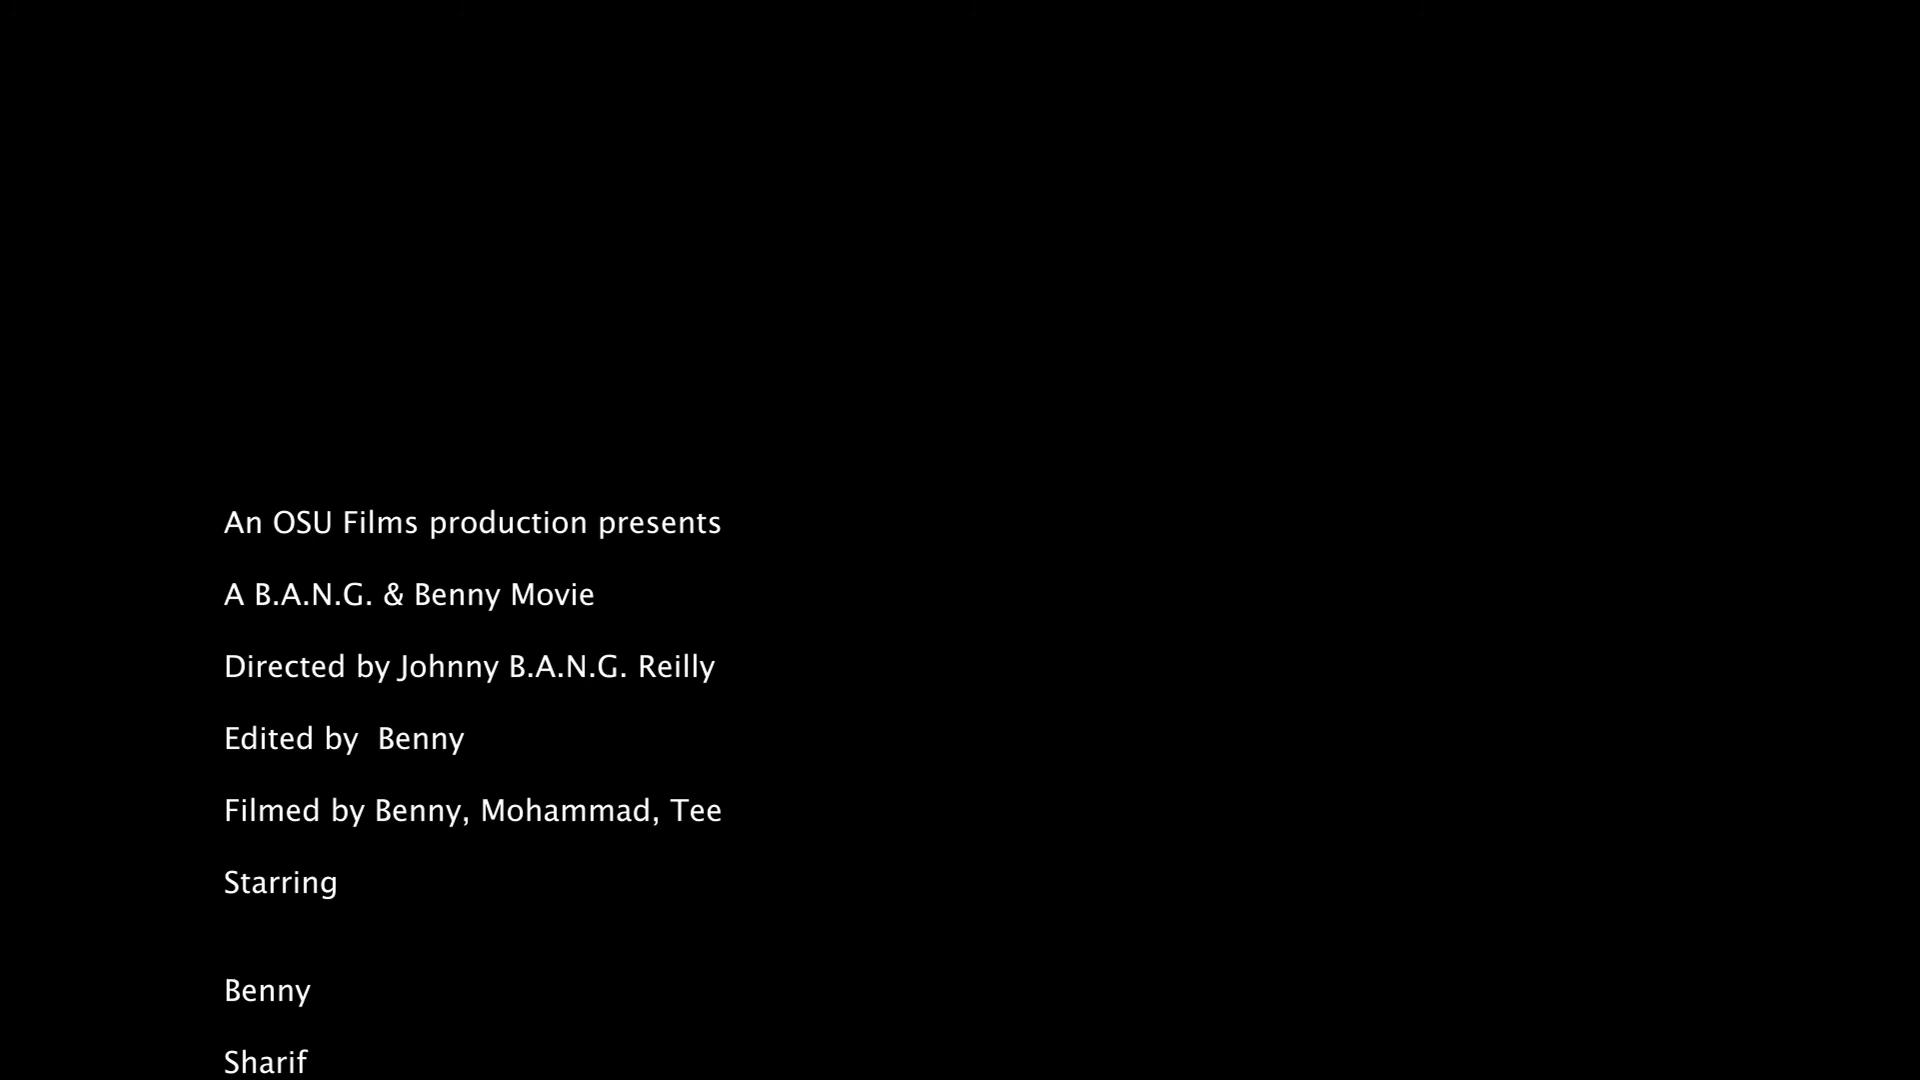 An OSU Films production presents
A B.A.N.G. & Benny Movie
Directed by Johnny B.A.N.G. Reilly
Edited by  Benny
Filmed by Benny, Mohammad, Tee
Starring
Benny
Sharif